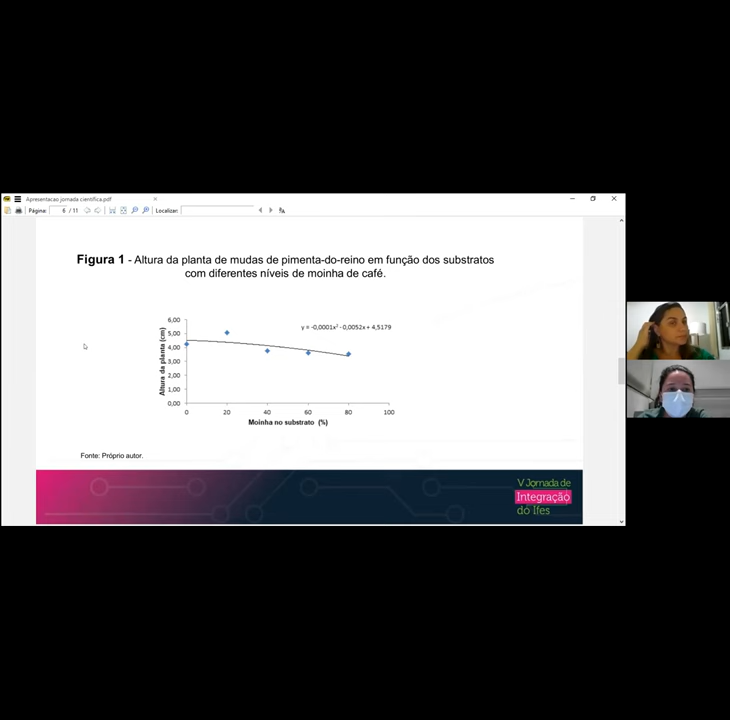 Apresentacao jornada cientifica.pdf
Página: 6 / 11 Localizar:
Figura 1 - Altura da planta de mudas de pimenta-do-reino em função dos substratos
com diferentes níveis de moinha de café.
6,00
5,00
4,00
3,00
2,00
1,00
0,00
Altura da planta (cm)
y = -0,0001x² - 0,0052x + 4,5179
0 20 40 60 80 100
Moinha no substrato (%)
Fonte: Próprio autor.
V Jornada de
Integração
do Ifes